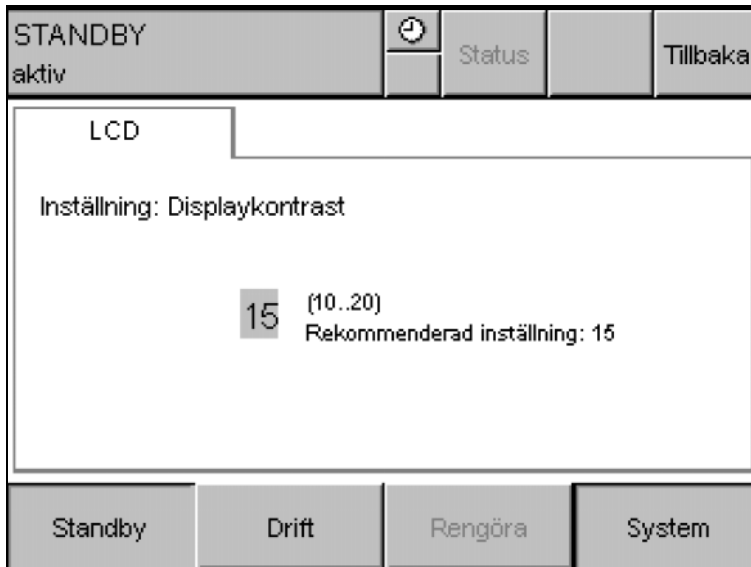 STANDBY
aktiv
Status
Tillbaka
LCD
Inställning: Displaykontrast
15
(10..20)
Rekommenderad inställning: 15
Standby
Drift
Rengöra
System